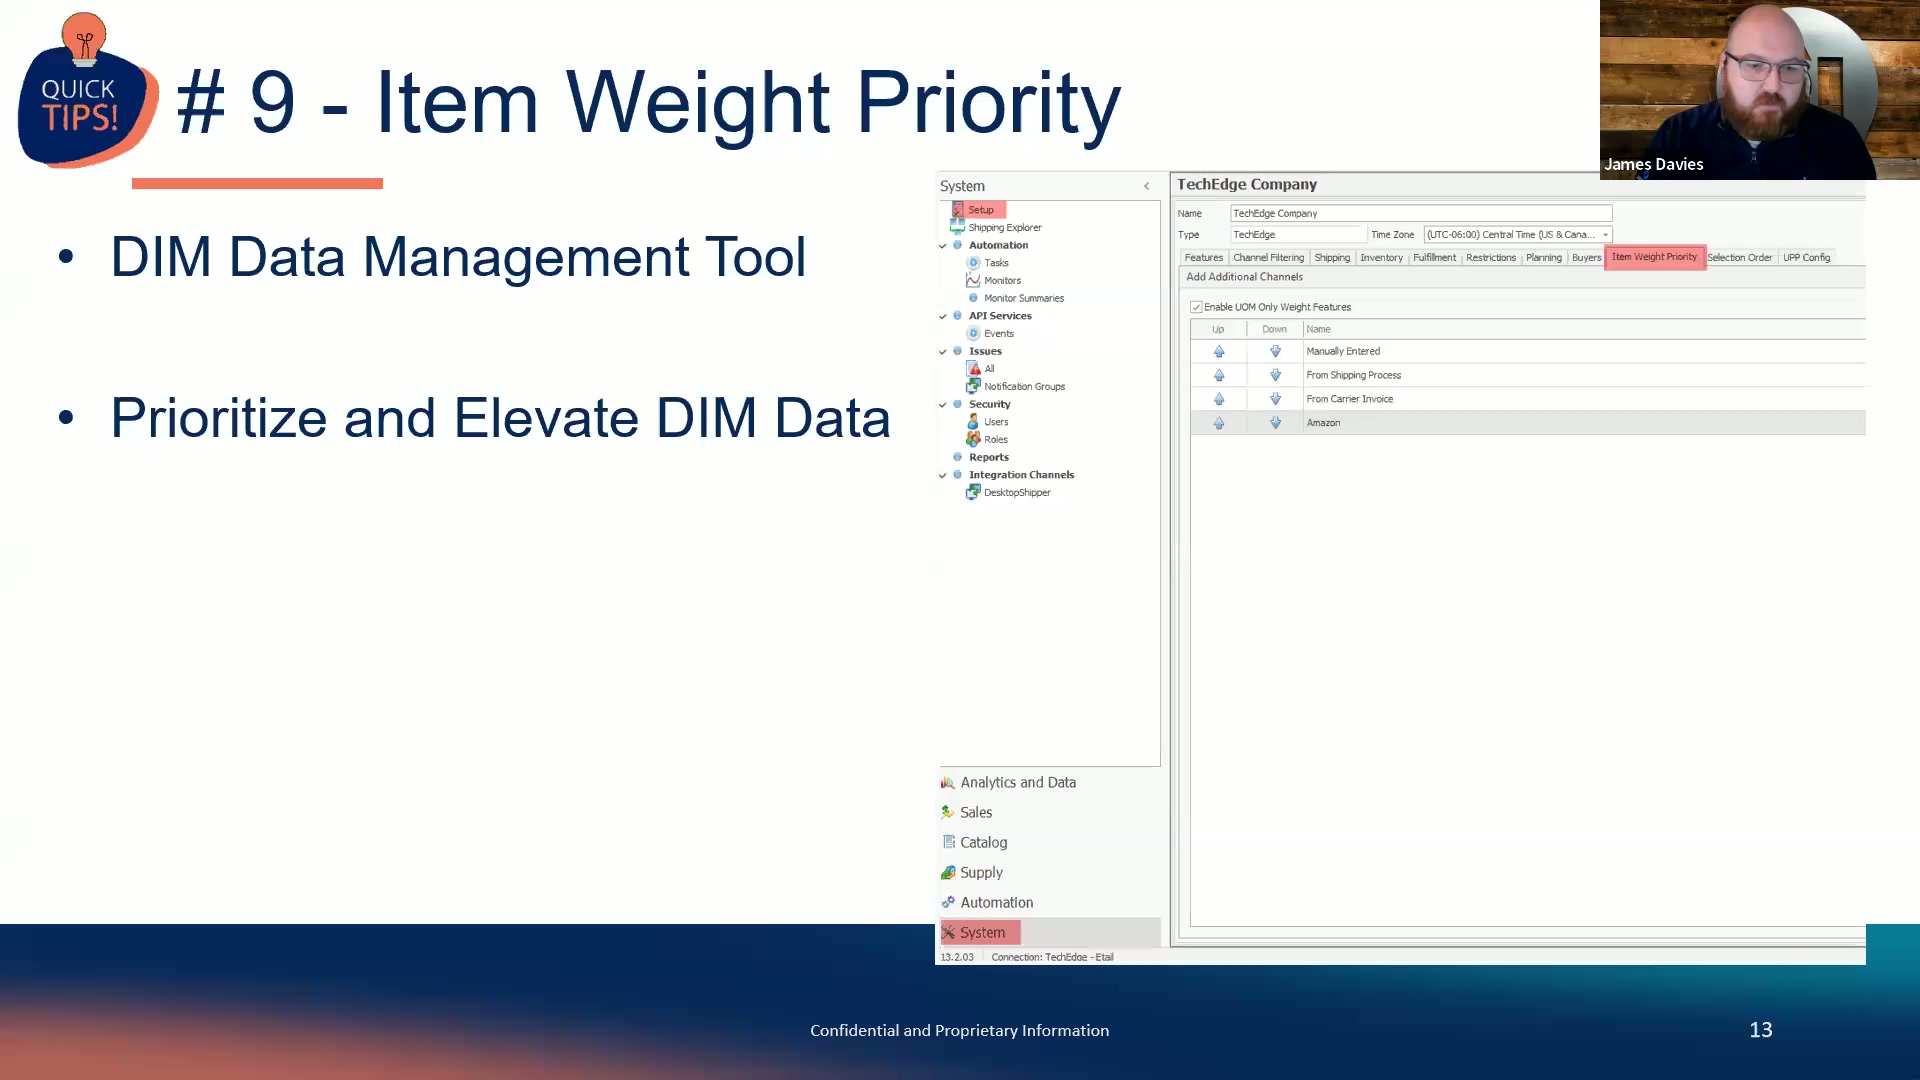 QUICK
TIPS!
# 9 - Item Weight Priority
James Davies
• DIM Data Management Tool
• Prioritize and Elevate DIM Data
System
Setup
Shipping Explorer
Automation
Tasks
Monitors
Monitor Summaries
API Services
Events
Issues
All
Notification Groups
Security
Users
Roles
Reports
Integration Channels
DesktopShipper
Analytics and Data
Sales
Catalog
Supply
Automation
System
13.2.03 Connection: TechEdge - Etail
TechEdge Company
Name TechEdge Company
Type TechEdge Time Zone (UTC-06:00) Central Time (US & Cana...
Features Channel Filtering Shipping Inventory Fulfillment Restrictions Planning Buyers Item Weight Priority Selection Order UPP Config
Add Additional Channels
Enable UOM Only Weight Features
Up Down Name
Manually Entered
From Shipping Process
From Carrier Invoice
Amazon
Confidential and Proprietary Information
13